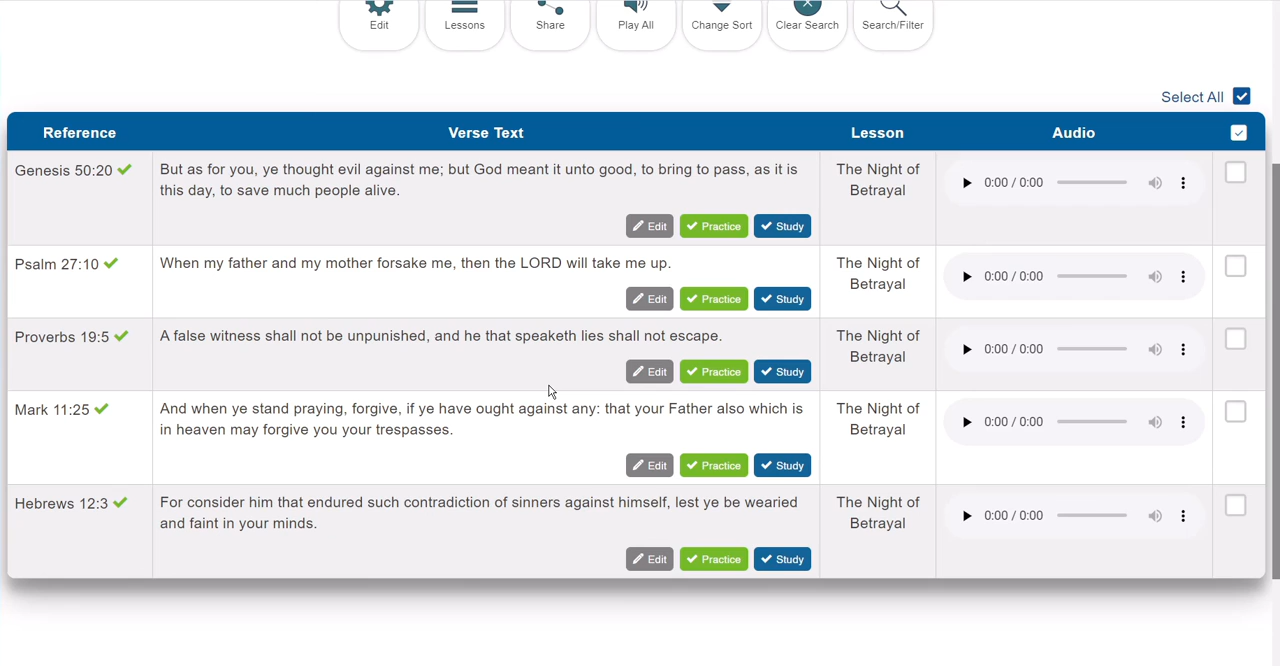 Edit Lessons Share Play All Change Sort Clear Search Search/Filter
Select All
Reference Verse Text Lesson Audio
Genesis 50:20
But as for you, ye thought evil against me; but God meant it unto good, to bring to pass, as it is
this day, to save much people alive.
Edit Practice Study
The Night of
Betrayal
0:00 / 0:00
Psalm 27:10
When my father and my mother forsake me, then the LORD will take me up.
Edit Practice Study
The Night of
Betrayal
0:00 / 0:00
Proverbs 19:5
A false witness shall not be unpunished, and he that speaketh lies shall not escape.
Edit Practice Study
The Night of
Betrayal
0:00 / 0:00
Mark 11:25
And when ye stand praying, forgive, if ye have ought against any: that your Father also which is
in heaven may forgive you your trespasses.
Edit Practice Study
The Night of
Betrayal
0:00 / 0:00
Hebrews 12:3
For consider him that endured such contradiction of sinners against himself, lest ye be wearied
and faint in your minds.
Edit Practice Study
The Night of
Betrayal
0:00 / 0:00